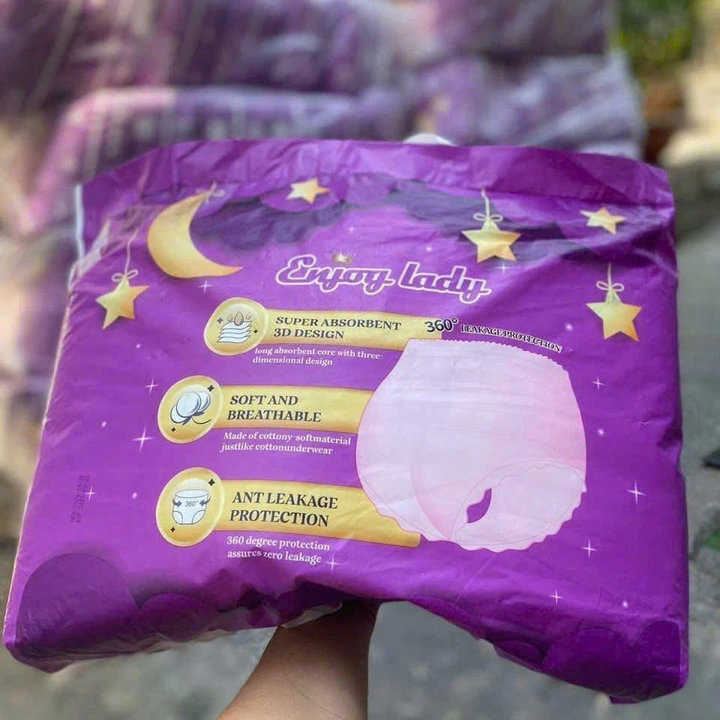 Enjoy lady
SUPER ABSORBENT
3D DESIGN
long absorbent core with three-
dimensional design
360° LEAKAGE PROTECTION
SOFT AND
BREATHABLE
Made of cottony softmaterial
justlike cottonunderwear
360°
ANT LEAKAGE
PROTECTION
360 degree protection
assures zero leakage